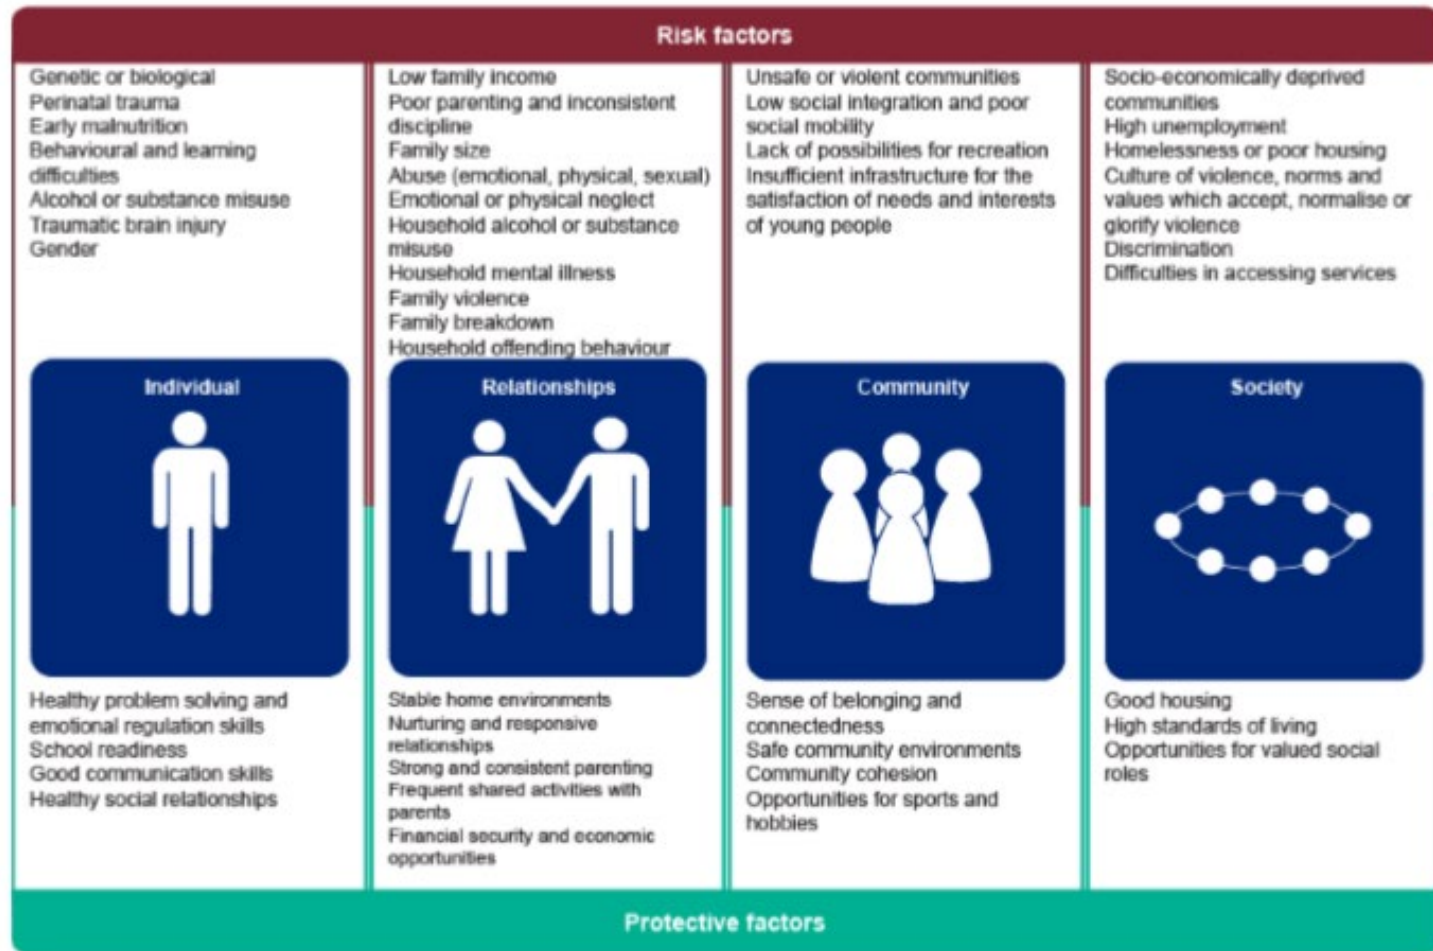 Risk factors
Genetic or biological
Perinatal trauma
Early malnutrition
Behavioural and learning
difficulties
Alcohol or substance misuse
Traumatic brain injury
Gender
Low family income
Poor parenting and inconsistent
discipline
Family size
Abuse (emotional, physical, sexual)
Emotional or physical neglect
Household alcohol or substance
misuse
Household mental illness
Family violence
Family breakdown
Household offending behaviour
Unsafe or violent communities
Low social integration and poor
social mobility
Lack of possibilities for recreation
Insufficient infrastructure for the
satisfaction of needs and interests
of young people
Socio-economically deprived
communities
High unemployment
Homelessness or poor housing
Culture of violence, norms and
values which accept, normalise or
glorify violence
Discrimination
Difficulties in accessing services
Individual
Relationships
Community
Society
Healthy problem solving and
emotional regulation skills
School readiness
Good communication skills
Healthy social relationships
Stable home environments
Nurturing and responsive
relationships
Strong and consistent parenting
Frequent shared activities with
parents
Financial security and economic
opportunities
Sense of belonging and
connectedness
Safe community environments
Community cohesion
Opportunities for sports and
hobbies
Good housing
High standards of living
Opportunities for valued social
roles
Protective factors